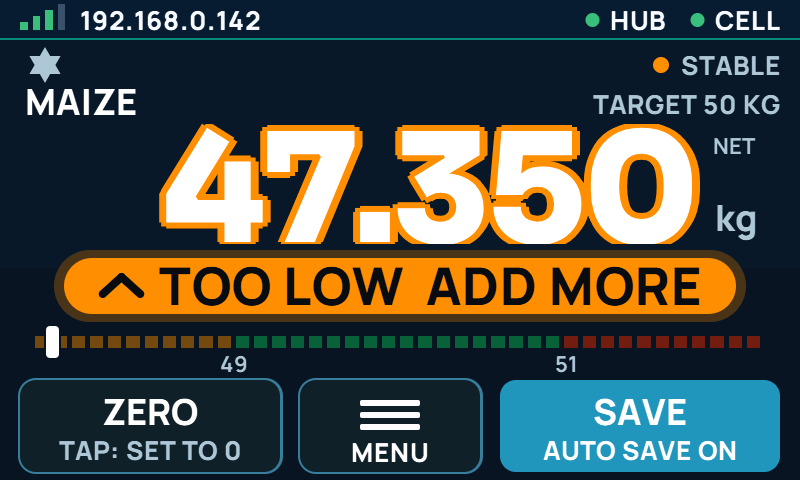 192.168.0.142
HUB
CELL
STABLE
MAIZE
TARGET 50 KG
47.350
NET
kg
TOO LOW ADD MORE
49
51
ZERO
TAP: SET TO 0
MENU
SAVE
AUTO SAVE ON